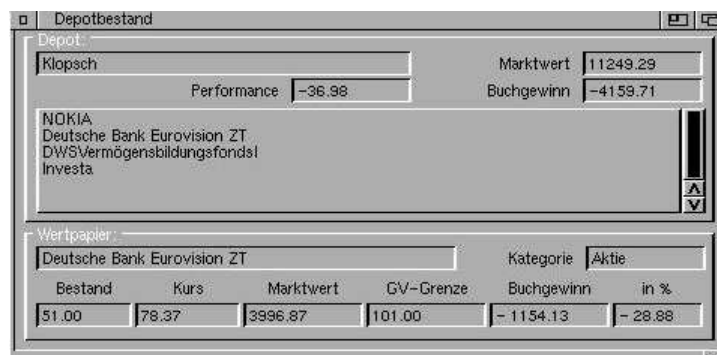 Depotbestand
Depot:
Klopsch Marktwert 11249.29
Performance -36.98 Buchgewinn -4159.71
NOKIA
Deutsche Bank Eurovision ZT
DWSVermögensbildungsfondsI
Investa
Wertpapier:
Deutsche Bank Eurovision ZT Kategorie Aktie
Bestand Kurs Marktwert GV-Grenze Buchgewinn in %
51.00 78.37 3996.87 101.00 - 1154.13 - 28.88